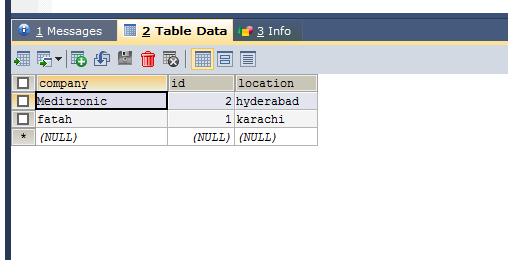 1 Messages 2 Table Data 3 Info
company id location
Meditronic 2 hyderabad
fatah 1 karachi
* (NULL) (NULL) (NULL)